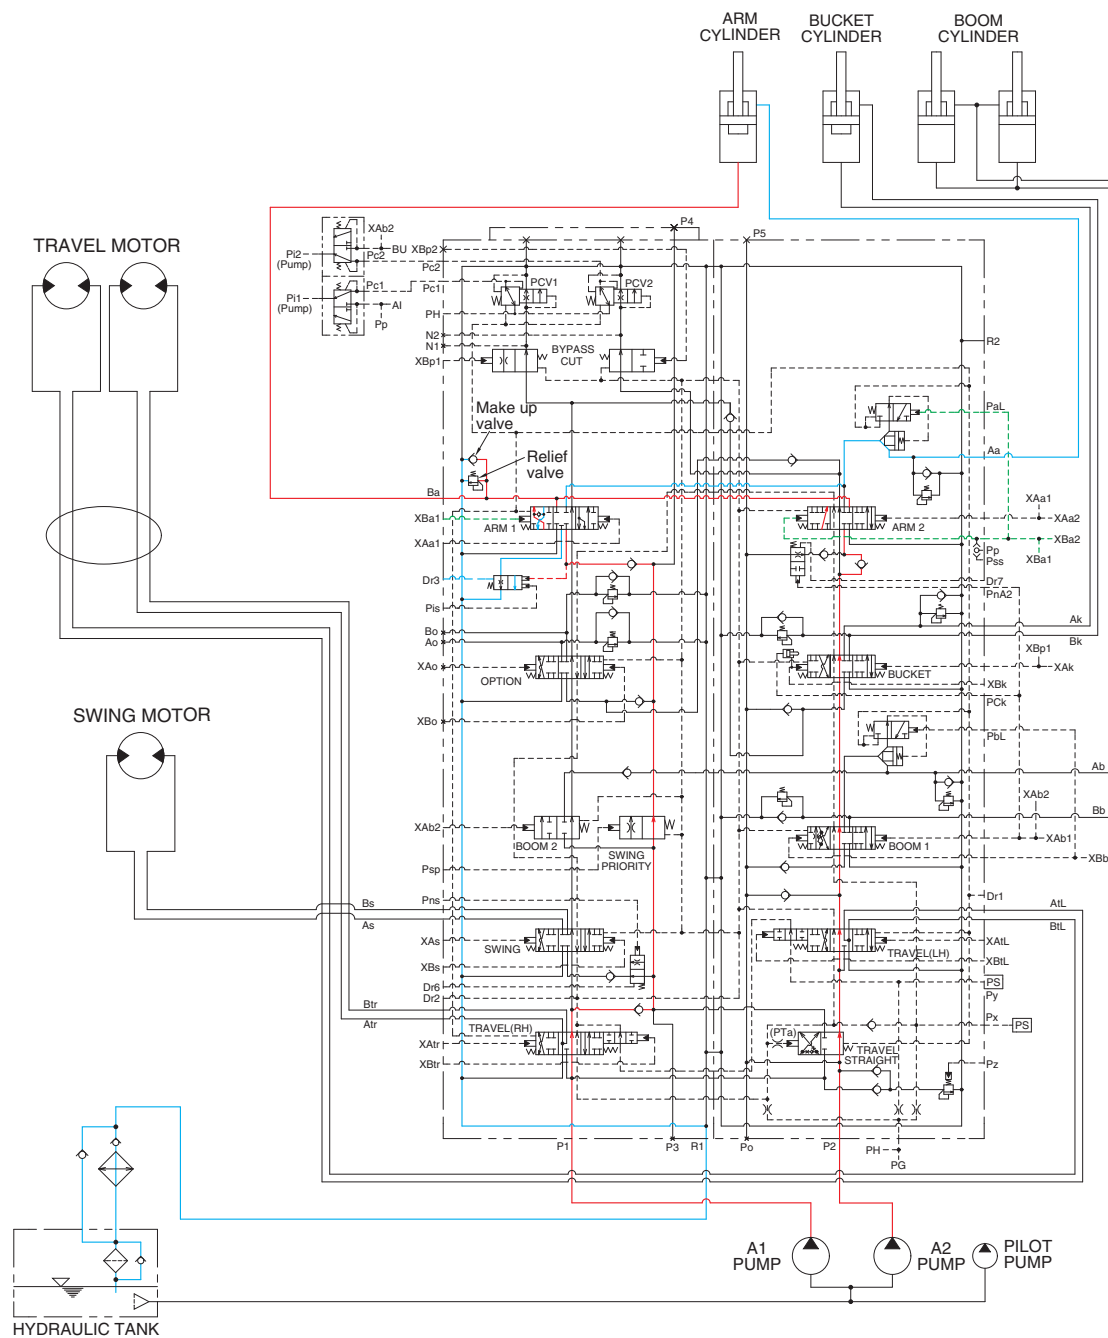 ARM
CYLINDER
BUCKET
CYLINDER
BOOM
CYLINDER
TRAVEL MOTOR
XAb2
BU
XBp2
P4
P5
Pi2
(Pump)
Pc2
Pc2
Pc1
Pc1
Pi1
(Pump)
AI
Pp
PCV1
PCV2
PH
N2
N1
BYPASS
CUT
XBp1
R2
Make up
valve
PaL
Relief
valve
Aa
Ba
XAa1
XBa1
ARM 1
ARM 2
XAa2
XAa1
XBa2
Pp
Pss
XBa1
Dr3
Dr7
Pis
PnA2
Bo
Ao
Ak
Bk
XBp1
XAo
OPTION
BUCKET
XAk
XBk
PCk
XBo
SWING MOTOR
PbL
Ab
XAb2
Bb
XAb2
BOOM 2
SWING
PRIORITY
BOOM 1
XAb1
XBb
Psp
Pns
Dr1
Bs
As
AtL
BtL
XAs
SWING
TRAVEL(LH)
XAtL
XBs
XBtL
Dr6
PS
Dr2
Py
Btr
Px
Atr
TRAVEL(RH)
(PTa)
PS
XAtr
TRAVEL
STRAIGHT
XBtr
Pz
P1
P3
R1
Po
P2
PH
PG
A1
PUMP
A2
PUMP
PILOT
PUMP
HYDRAULIC TANK